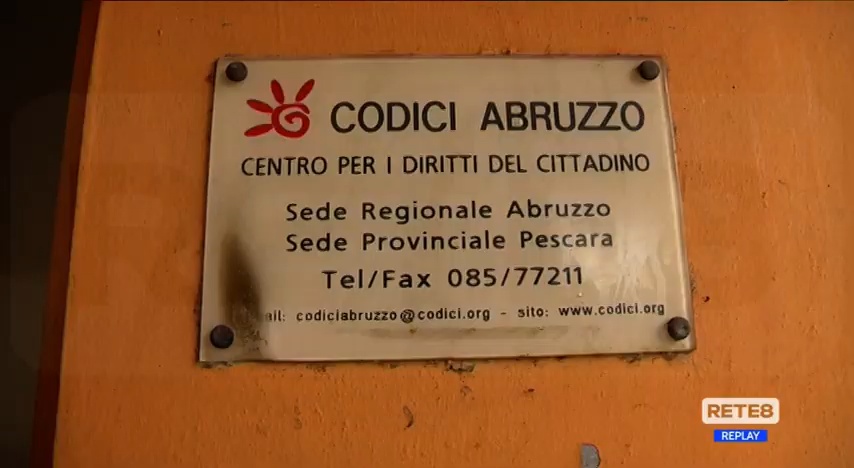 CODICI ABRUZZO
CENTRO PER I DIRITTI DEL CITTADINO
Sede Regionale Abruzzo
Sede Provinciale Pescara
Tel/Fax 085/77211
codiciabruzzo@codici.org - sito: www.codici.org
RETE8
REPLAY